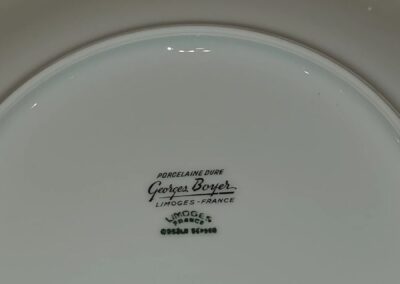 PORCELAINE DURE
Georges Boyer
LIMOGES-FRANCE
LIMOGES
FRANCE